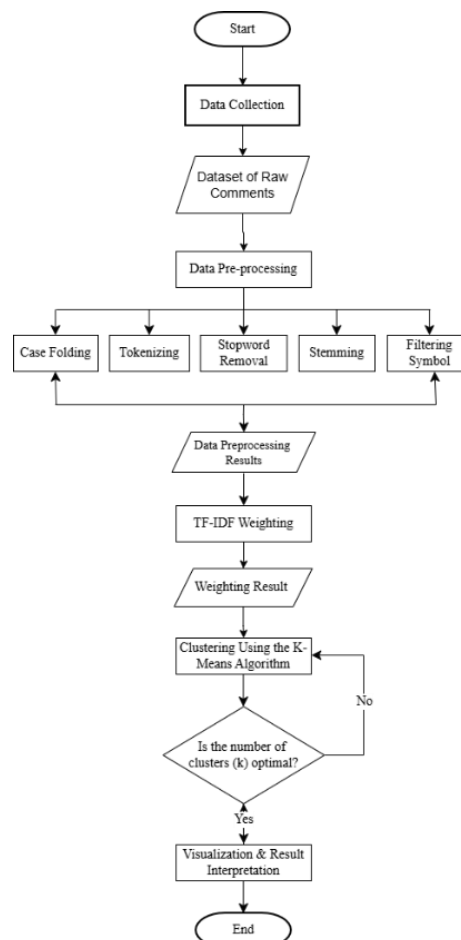 Start
Data Collection
Dataset of Raw
Comments
Data Pre-processing
Case Folding
Tokenizing
Stopword
Removal
Stemming
Filtering
Symbol
Data Preprocessing
Results
TF-IDF Weighting
Weighting Result
Clustering Using the K-
Means Algorithm
No
Is the number of
clusters (k) optimal?
Yes
Visualization & Result
Interpretation
End